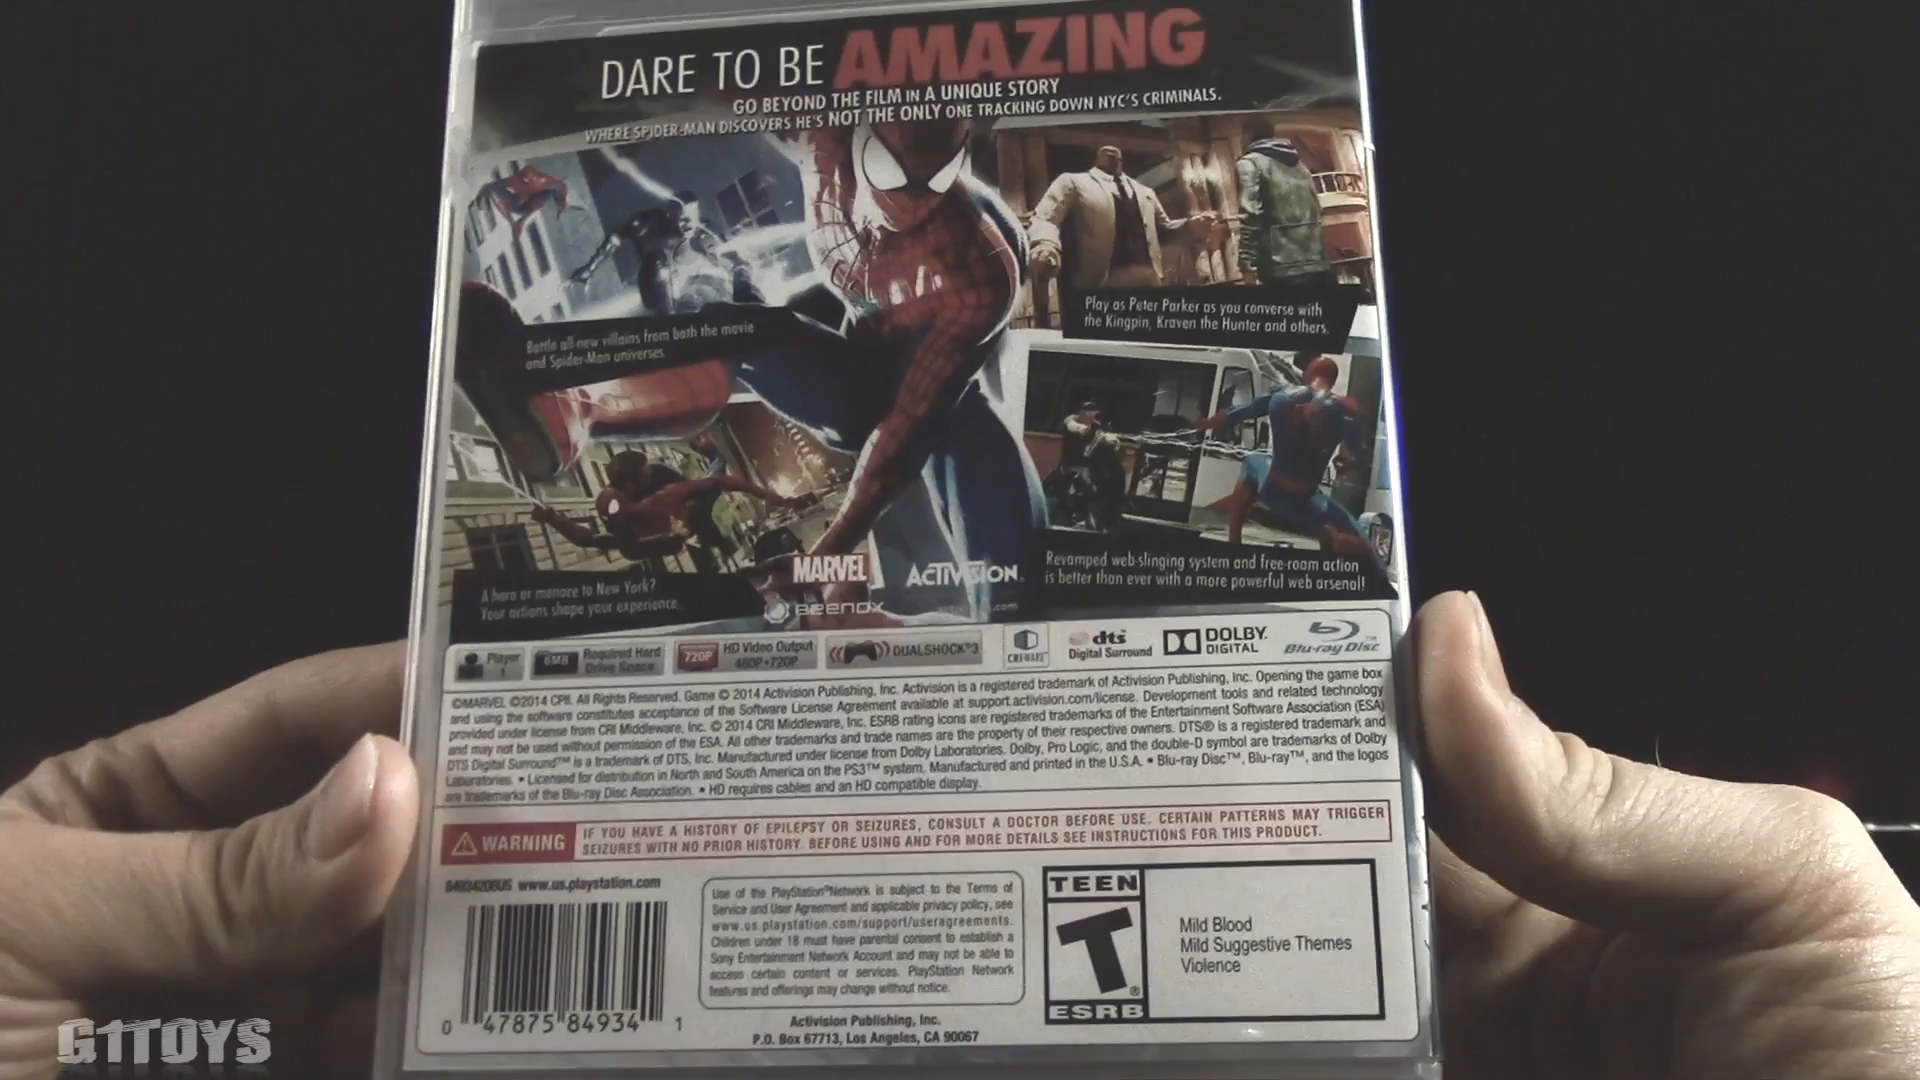 DARE TO BE AMAZING
GO BEYOND THE FILM IN A UNIQUE STORY
WHERE SPIDER-MAN DISCOVERS HE'S NOT THE ONLY ONE TRACKING DOWN NYC'S CRIMINALS.
Battle all-new villains from both the movie
and Spider-Man universes.
Play as Peter Parker as you converse with
the Kingpin, Kraven the Hunter and others.
A hero or menace to New York?
Your actions shape your experience.
Revamped web-slinging system and free-roam action
is better than ever with a more powerful web arsenal!
MARVEL
ACTIVISION
BEENOX
Player
1
6MB
Required Hard
Drive Space
720P
HD Video Output
480P•720P
DUALSHOCK®3
CRIWARE
dts
Digital Surround
DOLBY
DIGITAL
Blu-ray Disc™
©MARVEL ©2014 CPII. All Rights Reserved. Game © 2014 Activision Publishing, Inc. Activision is a registered trademark of Activision Publishing, Inc. Opening the game box
and using the software constitutes acceptance of the Software License Agreement available at support.activision.com/license. Development tools and related technology
provided under license from CRI Middleware, Inc. © 2014 CRI Middleware, Inc. ESRB rating icons are registered trademarks of the Entertainment Software Association (ESA)
and may not be used without permission of the ESA. All other trademarks and trade names are the property of their respective owners. DTS® is a registered trademark and
DTS Digital Surround™ is a trademark of DTS, Inc. Manufactured under license from Dolby Laboratories. Dolby, Pro Logic, and the double-D symbol are trademarks of Dolby
Laboratories. • Licensed for distribution in North and South America on the PS3™ system. Manufactured and printed in the U.S.A. • Blu-ray Disc™, Blu-ray™, and the logos
are trademarks of the Blu-ray Disc Association. • HD requires cables and an HD compatible display.
WARNING
IF YOU HAVE A HISTORY OF EPILEPSY OR SEIZURES, CONSULT A DOCTOR BEFORE USE. CERTAIN PATTERNS MAY TRIGGER
SEIZURES WITH NO PRIOR HISTORY. BEFORE USING AND FOR MORE DETAILS SEE INSTRUCTIONS FOR THIS PRODUCT.
84934206US www.us.playstation.com
Use of the PlayStation®Network is subject to the Terms of
Service and User Agreement and applicable privacy policy, see
www.us.playstation.com/support/useragreements.
Children under 18 must have parental consent to establish a
Sony Entertainment Network Account and may not be able to
access certain content or services. PlayStation Network
features and offerings may change without notice.
TEEN
T
®
ESRB
Mild Blood
Mild Suggestive Themes
Violence
0 47875 84934 1
Activision Publishing, Inc.
P.O. Box 67713, Los Angeles, CA 90067
G1TOYS